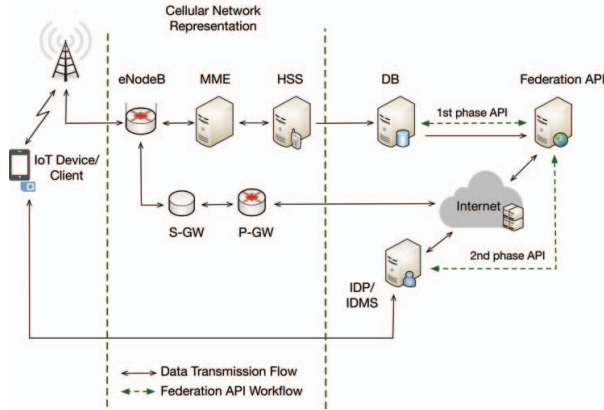 Cellular Network
Representation
eNodeB
MME
HSS
DB
Federation API
1st phase API
IoT Device/
Client
S-GW
P-GW
Internet
2nd phase API
IDP/
IDMS
Data Transmission Flow
Federation API Workflow